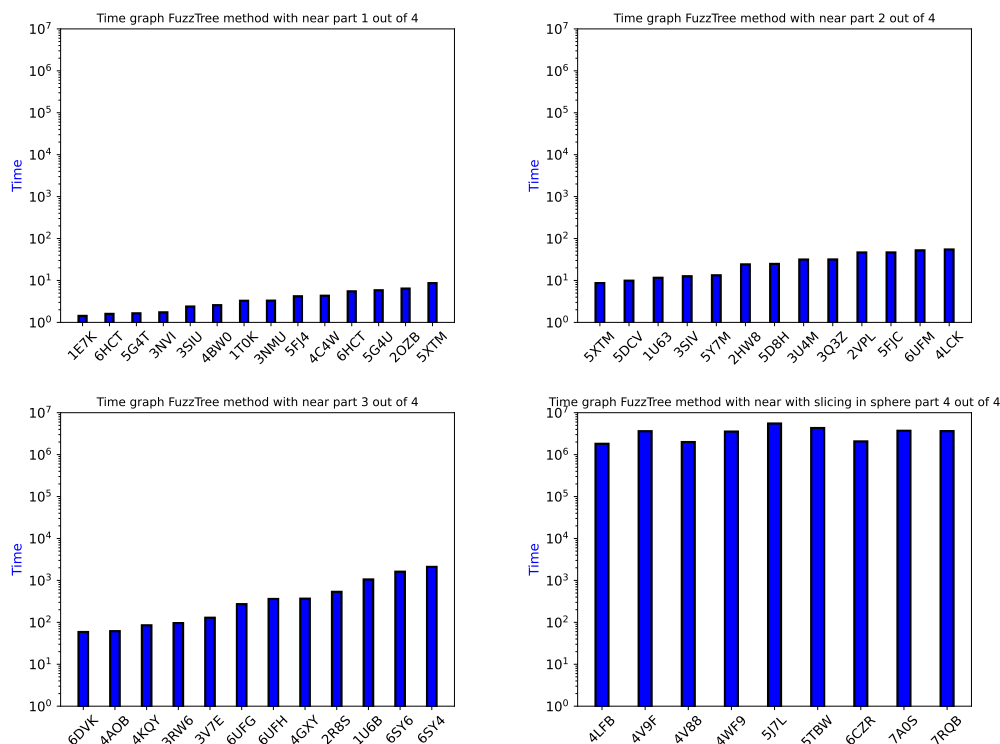 Time graph FuzzTree method with near part 1 out of 4
10⁷
10⁶
10⁵
10⁴
10³
10²
10¹
10⁰
Time
1E7K 6HCT 5G4T 3NVI 3SIU 4BW0 1T0K 3NMU 5FJ4 4C4W 6HCT 5G4U 2OZB 5XTM
Time graph FuzzTree method with near part 2 out of 4
10⁷
10⁶
10⁵
10⁴
10³
10²
10¹
10⁰
Time
5XTM 5DCV 1U63 3SIV 5Y7M 2HW8 5D8H 3U4M 3Q3Z 2VPL 5FJC 6UFM 4LCK
Time graph FuzzTree method with near part 3 out of 4
10⁷
10⁶
10⁵
10⁴
10³
10²
10¹
10⁰
Time
6DVK 4AOB 4KQY 3RW6 3V7E 6UFG 6UFH 4GXY 2R8S 1U6B 6SY6 6SY4
Time graph FuzzTree method with near with slicing in sphere part 4 out of 4
10⁷
10⁶
10⁵
10⁴
10³
10²
10¹
10⁰
Time
4LFB 4V9F 4V88 4WF9 5J7L 5TBW 6CZR 7A0S 7RQB